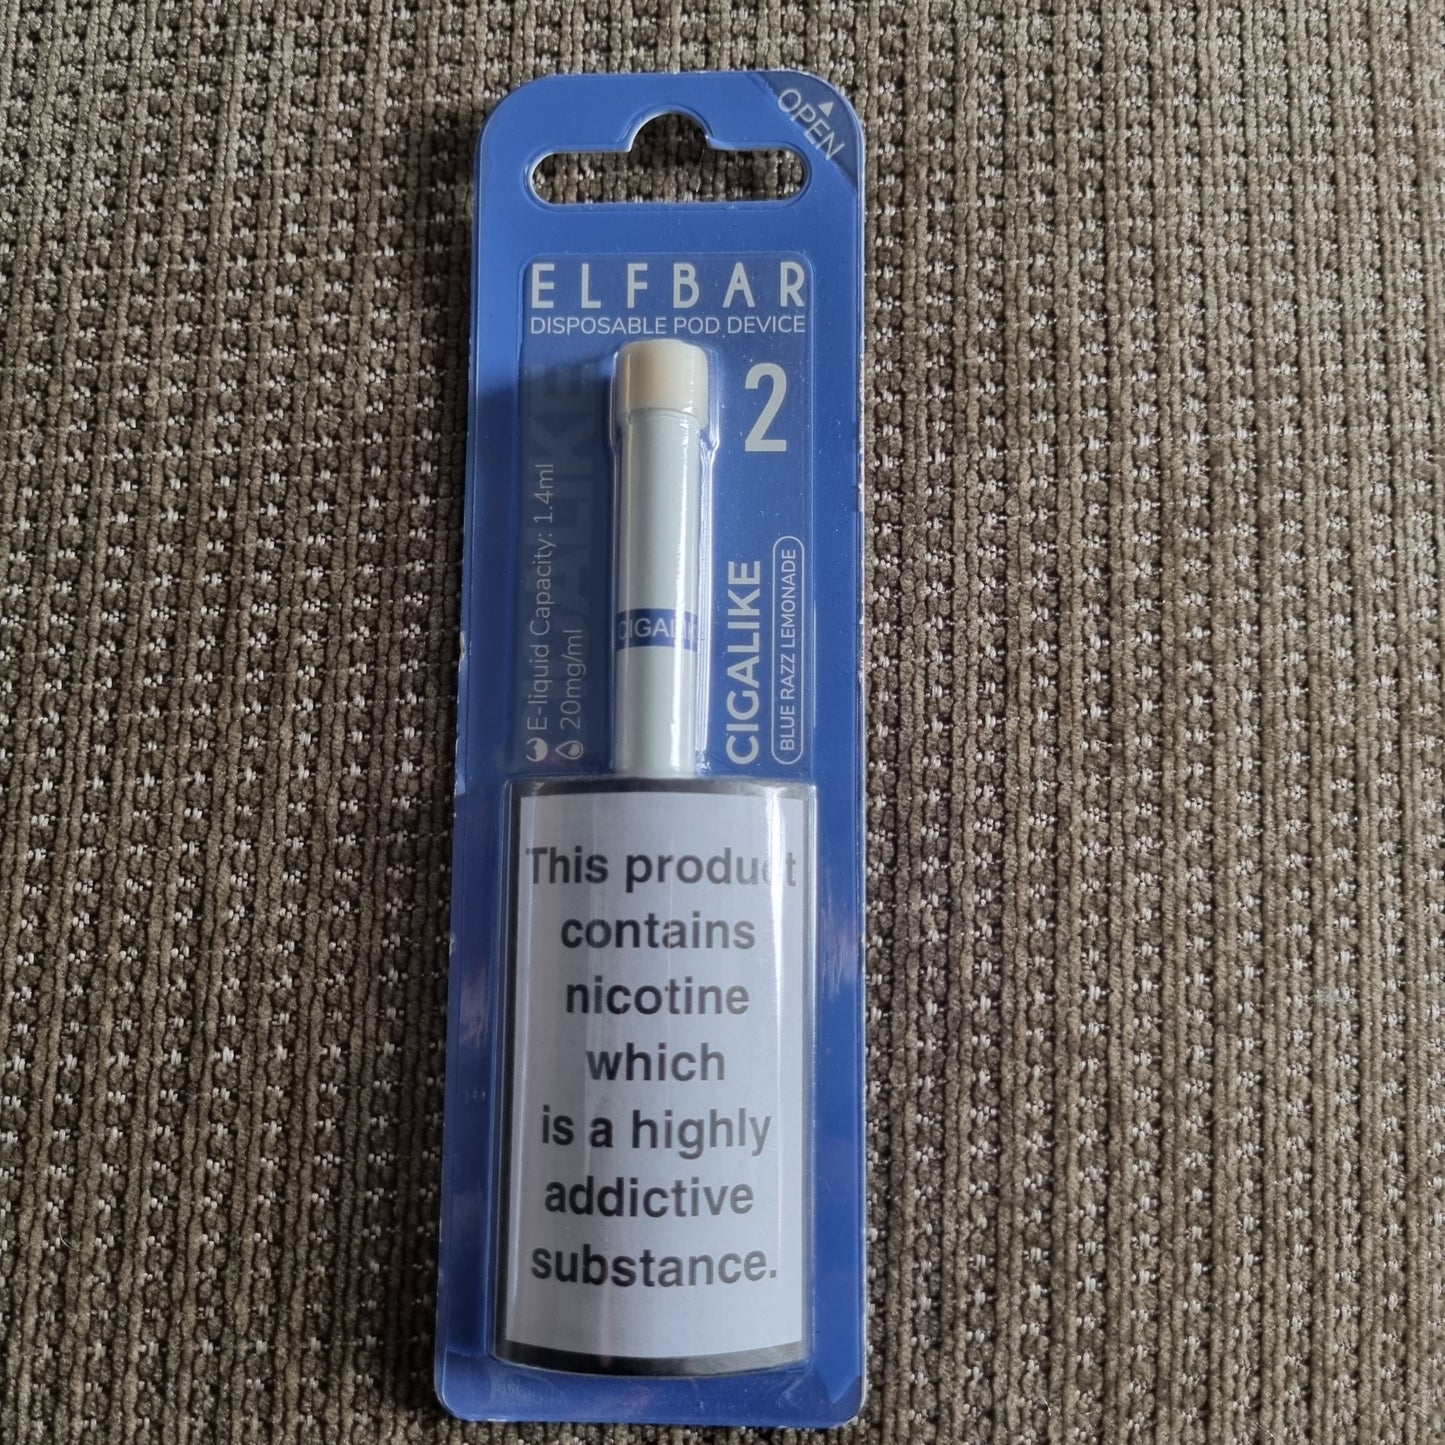 OPEN
ELFBAR
DISPOSABLE POD DEVICE
2
CIGALIKE
E-liquid Capacity: 1.4ml
20mg/ml
CIGALIKE
BLUE RAZZ LEMONADE
This product
contains
nicotine
which
is a highly
addictive
substance.